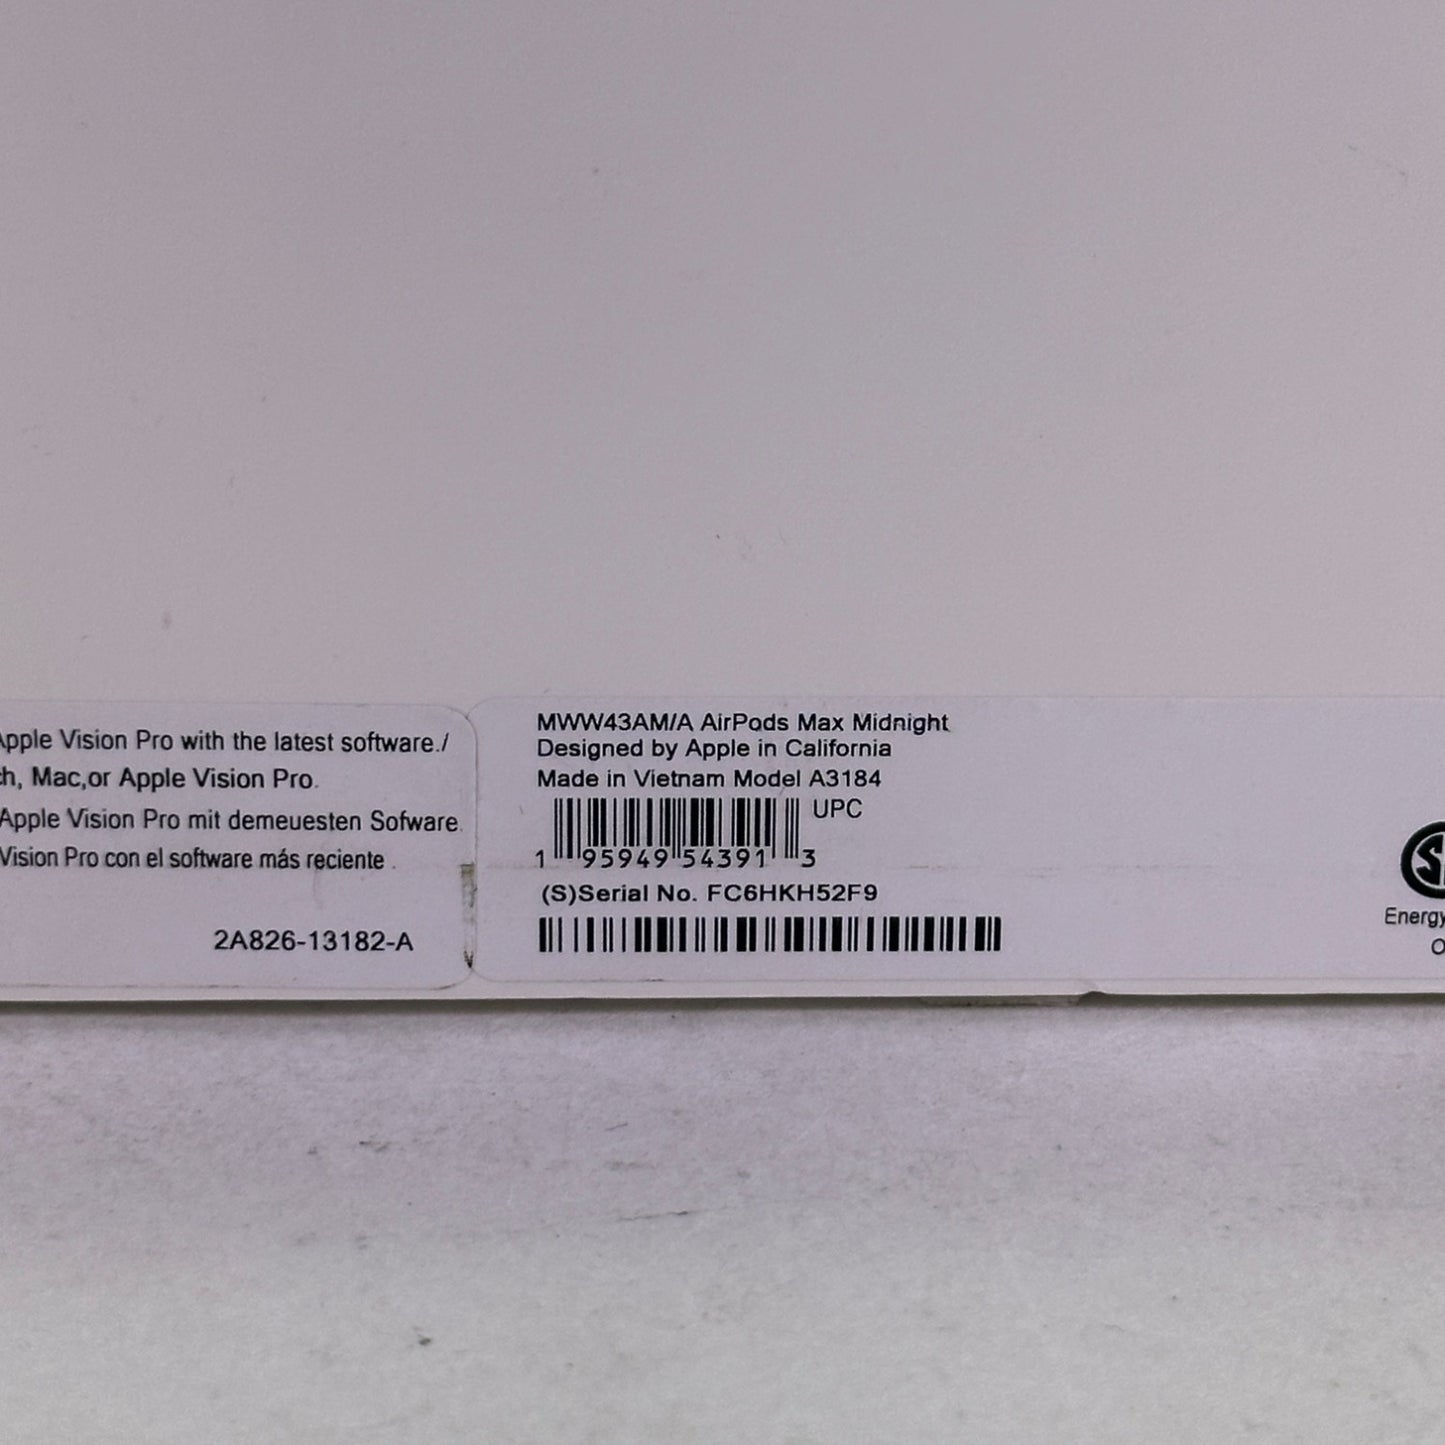 Apple Vision Pro with the latest software./
ch, Mac,or Apple Vision Pro.
Apple Vision Pro mit demeuesten Sofware.
Vision Pro con el software más reciente .
2A826-13182-A
MWW43AM/A AirPods Max Midnight
Designed by Apple in California
Made in Vietnam Model A3184
UPC
1 95949 54391 3
(S)Serial No. FC6HKH52F9
Energy